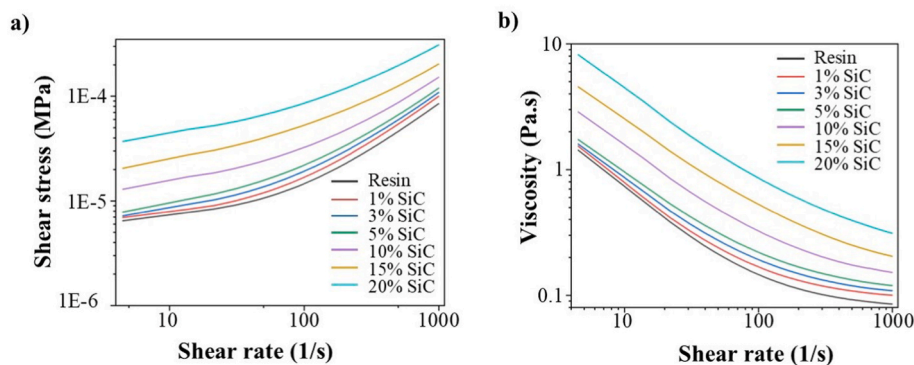 a)
Shear stress (MPa)
1E-4
1E-5
1E-6
10
100
1000
Shear rate (1/s)
Resin
1% SiC
3% SiC
5% SiC
10% SiC
15% SiC
20% SiC
b)
Viscosity (Pa.s)
10
1
0.1
10
100
1000
Shear rate (1/s)
Resin
1% SiC
3% SiC
5% SiC
10% SiC
15% SiC
20% SiC